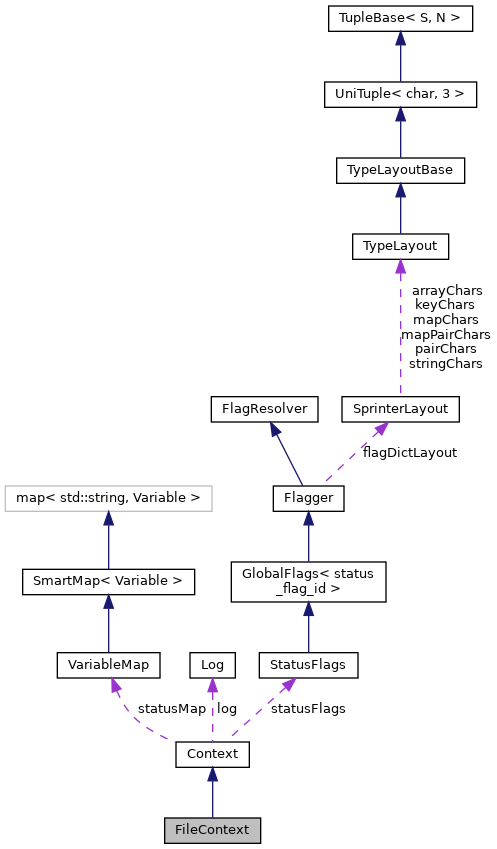 TupleBase< S, N >
UniTuple< char, 3 >
TypeLayoutBase
TypeLayout
arrayChars
keyChars
mapChars
mapPairChars
pairChars
stringChars
FlagResolver
SprinterLayout
flagDictLayout
map< std::string, Variable >
Flagger
SmartMap< Variable >
GlobalFlags< status
_flag_id >
VariableMap
Log
StatusFlags
statusMap
log
statusFlags
Context
FileContext